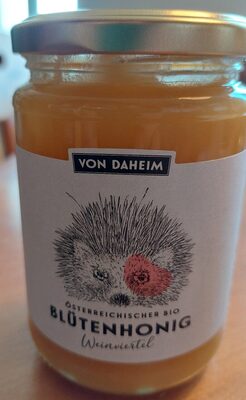 VON DAHEIM
ÖSTERREICHISCHER BIO
BLÜTENHONIG
Weinviertel